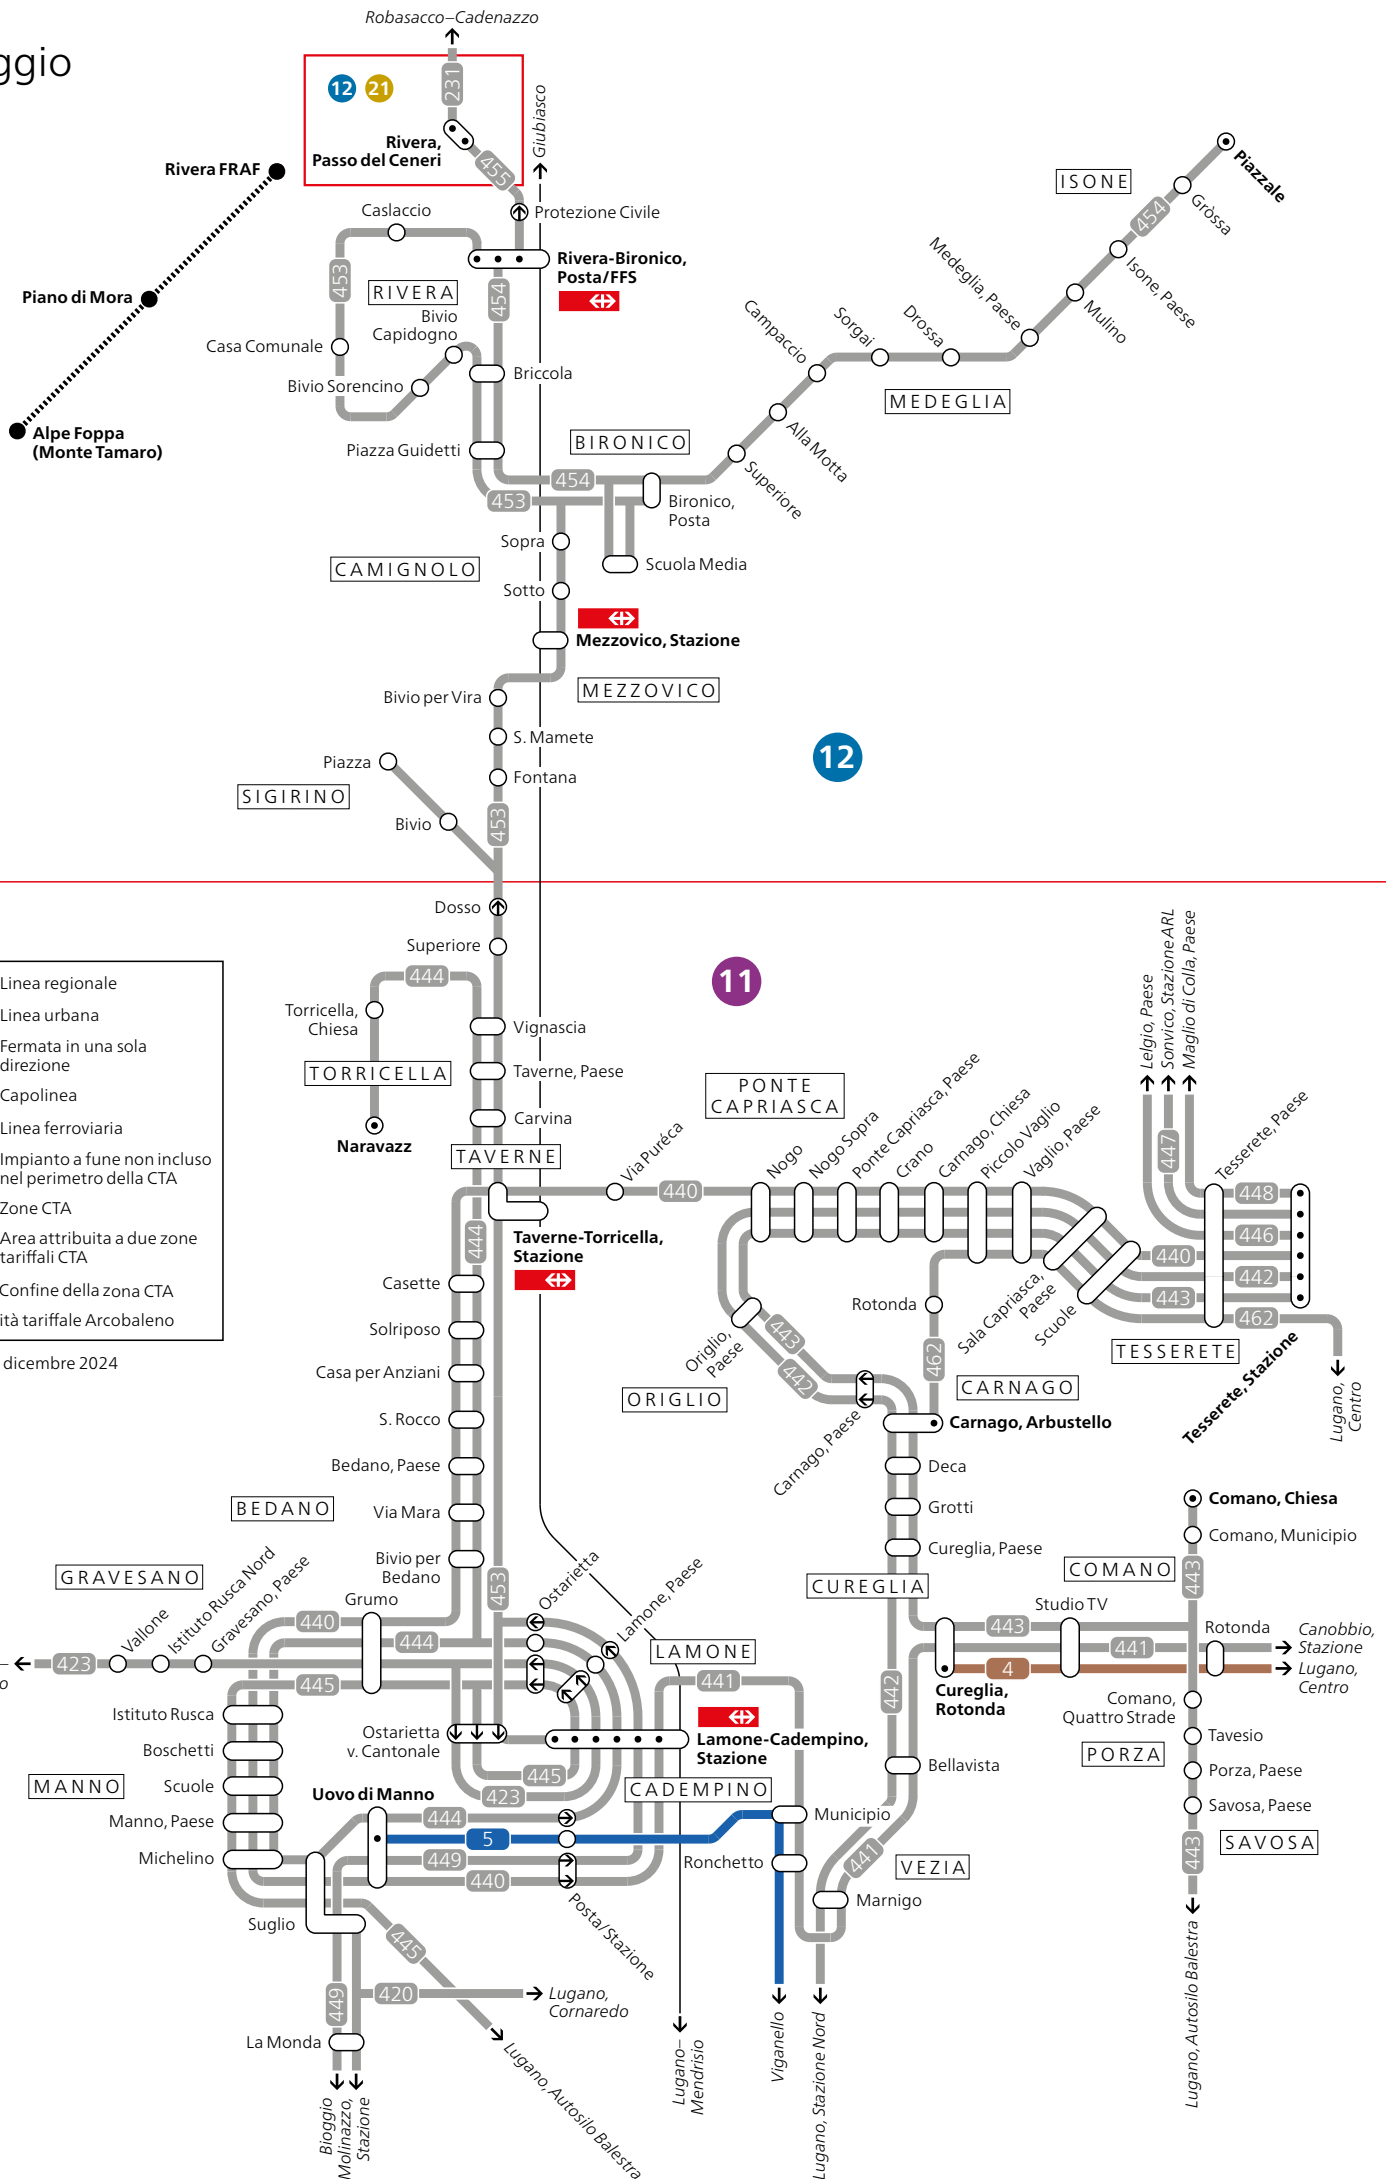 Robasacco–Cadenazzo
ggio
12
21
231
Giubiasco
Rivera,
Passo del Ceneri
455
Rivera FRAF
ISONE
Piazzale
Gròssa
454
Protezione Civile
Caslaccio
Isone, Paese
Medeglia, Paese
Rivera-Bironico,
Posta/FFS
453
RIVERA
454
Piano di Mora
Mulino
Bivio
Capidogno
Campaccio
Sorgai
Drossa
Casa Comunale
Bivio Sorencino
Briccola
MEDEGLIA
Alpe Foppa
(Monte Tamaro)
Alla Motta
BIRONICO
Piazza Guidetti
Superiore
454
453
Bironico,
Posta
Sopra
Scuola Media
CAMIGNOLO
Sotto
Mezzovico, Stazione
MEZZOVICO
Bivio per Vira
S. Mamete
12
Piazza
Fontana
SIGIRINO
Bivio
453
Dosso
Superiore
11
444
Linea regionale
Linea urbana
Fermata in una sola
direzione
Capolinea
Linea ferroviaria
Impianto a fune non incluso
nel perimetro della CTA
Zone CTA
Area attribuita a due zone
tariffali CTA
Confine della zona CTA
ità tariffale Arcobaleno
dicembre 2024
Torricella,
Chiesa
Vignascia
TORRICELLA
Taverne, Paese
Carvina
Naravazz
TAVERNE
Lelgio, Paese
Sonvico, Stazione ARL
Maglio di Colla, Paese
447
PONTE
CAPRIASCA
Via Puréca
440
Nogo
Nogo Sopra
Ponte Capriasca, Paese
Crano
Carnago, Chiesa
Piccolo Vaglio
Vaglio, Paese
Tesserete, Paese
448
446
440
442
443
462
444
Taverne-Torricella,
Stazione
Casette
Solriposo
Casa per Anziani
S. Rocco
Bedano, Paese
Via Mara
Bivio per
Bedano
BEDANO
Rotonda
Sala Capriasca,
Paese
Scuole
Origlio,
Paese
443
442
462
TESSERETE
Tesserete, Stazione
Lugano,
Centro
ORIGLIO
CARNAGO
Carnago, Paese
Carnago, Arbustello
Deca
Grotti
Cureglia, Paese
CUREGLIA
Comano, Chiesa
Comano, Municipio
COMANO
443
Studio TV
Rotonda
443
441
4
Canobbio,
Stazione
Lugano,
Centro
Cureglia,
Rotonda
442
Comano,
Quattro Strade
Tavesio
PORZA
Porza, Paese
Savosa, Paese
SAVOSA
443
Lugano, Autosilo Balestra
GRAVESANO
Vallone
Istituto Rusca Nord
Gravesano, Paese
Grumo
453
Ostarietta
Lamone, Paese
440
444
423
445
o
LAMONE
441
Istituto Rusca
Boschetti
MANNO
Scuole
Manno, Paese
Michelino
Ostarietta
v. Cantonale
Lamone-Cadempino,
Stazione
445
423
CADEMPINO
Uovo di Manno
444
5
449
440
Municipio
Ronchetto
Bellavista
441
VEZIA
Marnigo
Suglio
Posta/Stazione
445
449
420
Lugano,
Cornaredo
La Monda
Bioggio
Molinazzo,
Stazione
Lugano, Autosilo Balestra
Lugano–
Mendrisio
Viganello
Lugano, Stazione Nord